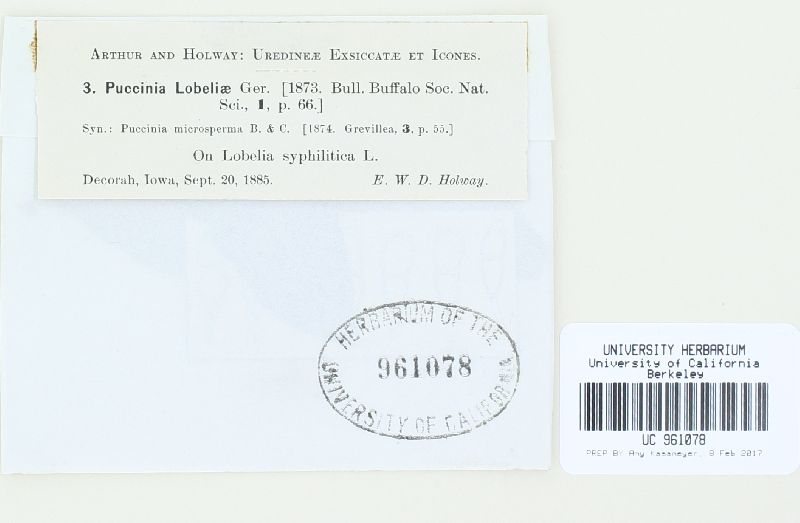 ARTHUR AND HOLWAY: UREDINEÆ EXSICCATÆ ET ICONES.
3. Puccinia Lobeliæ Ger. [1873. Bull. Buffalo Soc. Nat.
Sci., 1, p. 66.]
Syn.: Puccinia microsperma B. & C. [1874. Grevillea, 3, p. 55.]
On Lobelia syphilitica L.
Decorah, Iowa, Sept. 20, 1885. E. W. D. Holway.
HERBARIUM OF THE
961078
UNIVERSITY OF CALIFORNIA
UNIVERSITY HERBARIUM
University of California
Berkeley
UC 961078
PREP BY Amy Kasameyer, 8 Feb 2017